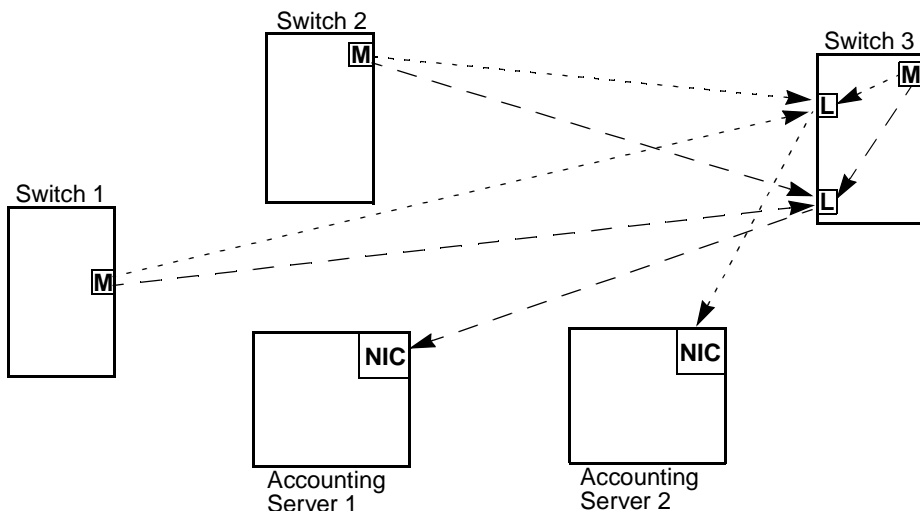 Switch 2
M
Switch 3
M
L
L
Switch 1
M
NIC
NIC
Accounting
Server 1
Accounting
Server 2